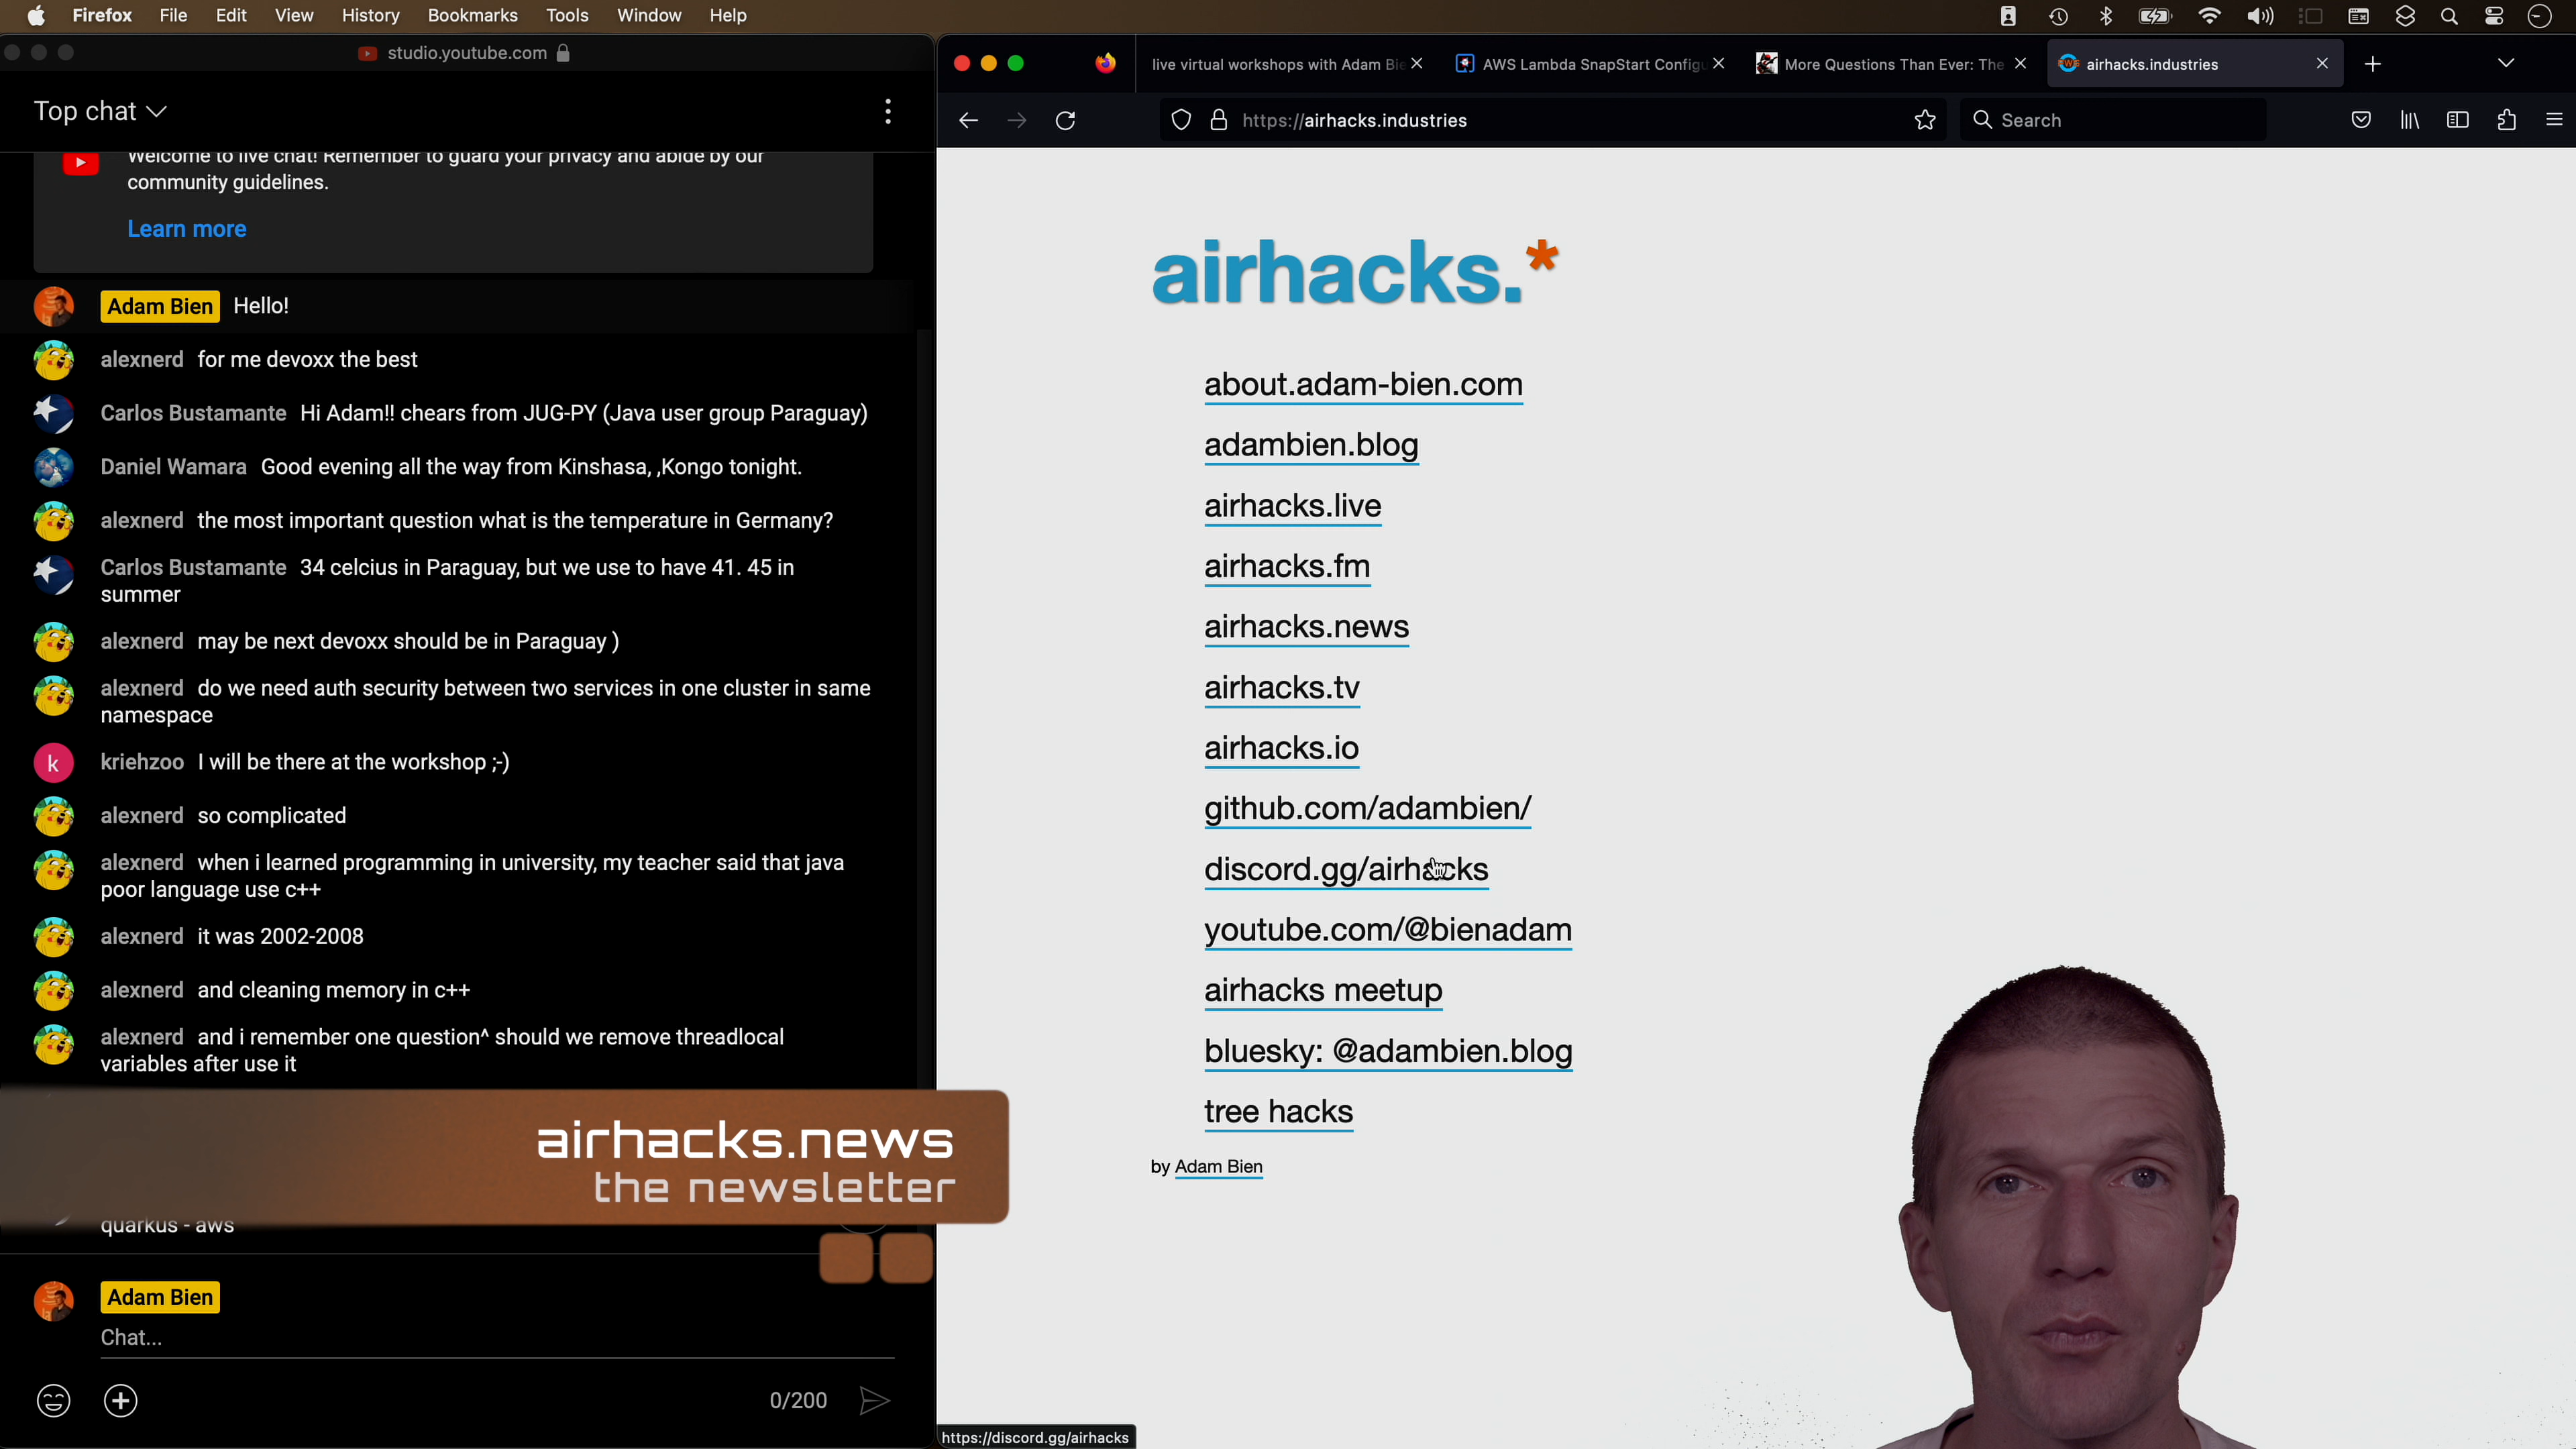 Firefox File Edit View History Bookmarks Tools Window Help
studio.youtube.com
Top chat
Welcome to live chat! Remember to guard your privacy and abide by our
community guidelines.
Learn more
Adam Bien Hello!
alexnerd for me devoxx the best
Carlos Bustamante Hi Adam!! chears from JUG-PY (Java user group Paraguay)
Daniel Wamara Good evening all the way from Kinshasa, ,Kongo tonight.
alexnerd the most important question what is the temperature in Germany?
Carlos Bustamante 34 celcius in Paraguay, but we use to have 41. 45 in
summer
alexnerd may be next devoxx should be in Paraguay )
alexnerd do we need auth security between two services in one cluster in same
namespace
k kriehzoo I will be there at the workshop ;-)
alexnerd so complicated
alexnerd when i learned programming in university, my teacher said that java
poor language use c++
alexnerd it was 2002-2008
alexnerd and cleaning memory in c++
alexnerd and i remember one question^ should we remove threadlocal
variables after use it
airhacks.news
the newsletter
quarkus - aws
Adam Bien
Chat...
0/200
live virtual workshops with Adam Bie
AWS Lambda SnapStart Configu
More Questions Than Ever: The
airhacks.industries
https://airhacks.industries
Search
airhacks.*
about.adam-bien.com
adambien.blog
airhacks.live
airhacks.fm
airhacks.news
airhacks.tv
airhacks.io
github.com/adambien/
discord.gg/airhacks
youtube.com/@bienadam
airhacks meetup
bluesky: @adambien.blog
tree hacks
by Adam Bien
https://discord.gg/airhacks